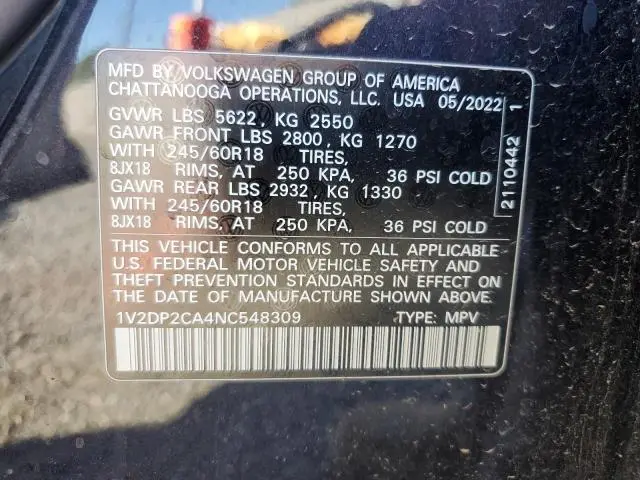 MFD BY VOLKSWAGEN GROUP OF AMERICA
CHATTANOOGA OPERATIONS, LLC. USA 05/2022
GVWR LBS 5622, KG 2550
GAWR FRONT LBS 2800, KG 1270
WITH 245/60R18 TIRES,
8JX18 RIMS, AT 250 KPA, 36 PSI COLD
GAWR REAR LBS 2932, KG 1330
WITH 245/60R18 TIRES,
8JX18 RIMS, AT 250 KPA, 36 PSI COLD
2110442 1
THIS VEHICLE CONFORMS TO ALL APPLICABLE
U.S. FEDERAL MOTOR VEHICLE SAFETY AND
THEFT PREVENTION STANDARDS IN EFFECT ON
THE DATE OF MANUFACTURE SHOWN ABOVE.
1V2DP2CA4NC548309 TYPE: MPV